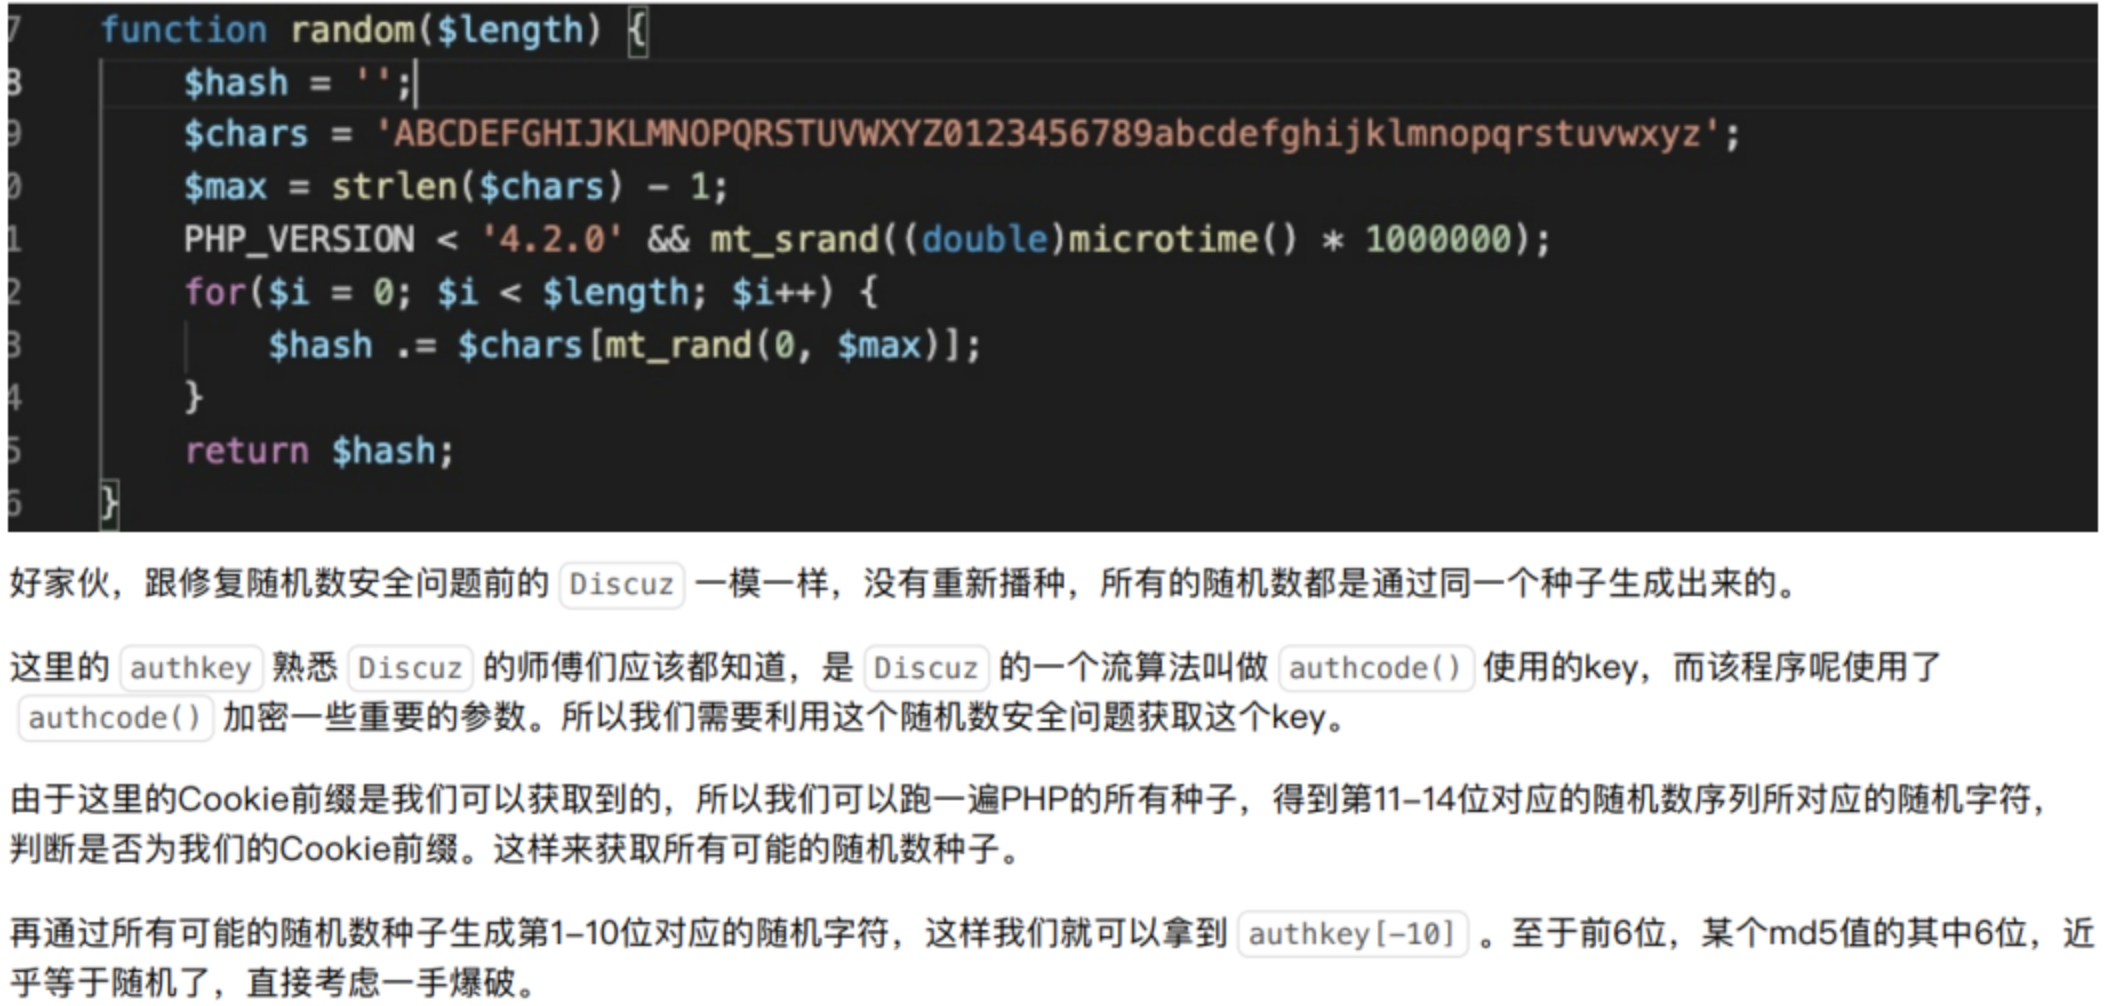 7 function random($length) {
8 $hash = '';
9 $chars = 'ABCDEFGHIJKLMNOPQRSTUVWXYZ0123456789abcdefghijklmnopqrstuvwxyz';
0 $max = strlen($chars) - 1;
1 PHP_VERSION < '4.2.0' && mt_srand((double)microtime() * 1000000);
2 for($i = 0; $i < $length; $i++) {
3 $hash .= $chars[mt_rand(0, $max)];
4 }
5 return $hash;
6 }
好家伙，跟修复随机数安全问题前的 Discuz 一模一样，没有重新播种，所有的随机数都是通过同一个种子生成出来的。
这里的 authkey 熟悉 Discuz 的师傅们应该都知道，是 Discuz 的一个流算法叫做 authcode() 使用的key，而该程序呢使用了
authcode() 加密一些重要的参数。所以我们需要利用这个随机数安全问题获取这个key。
由于这里的Cookie前缀是我们可以获取到的，所以我们可以跑一遍PHP的所有种子，得到第11-14位对应的随机数序列所对应的随机字符，
判断是否为我们的Cookie前缀。这样来获取所有可能的随机数种子。
再通过所有可能的随机数种子生成第1-10位对应的随机字符，这样我们就可以拿到 authkey[-10] 。至于前6位，某个md5值的其中6位，近
乎等于随机了，直接考虑一手爆破。